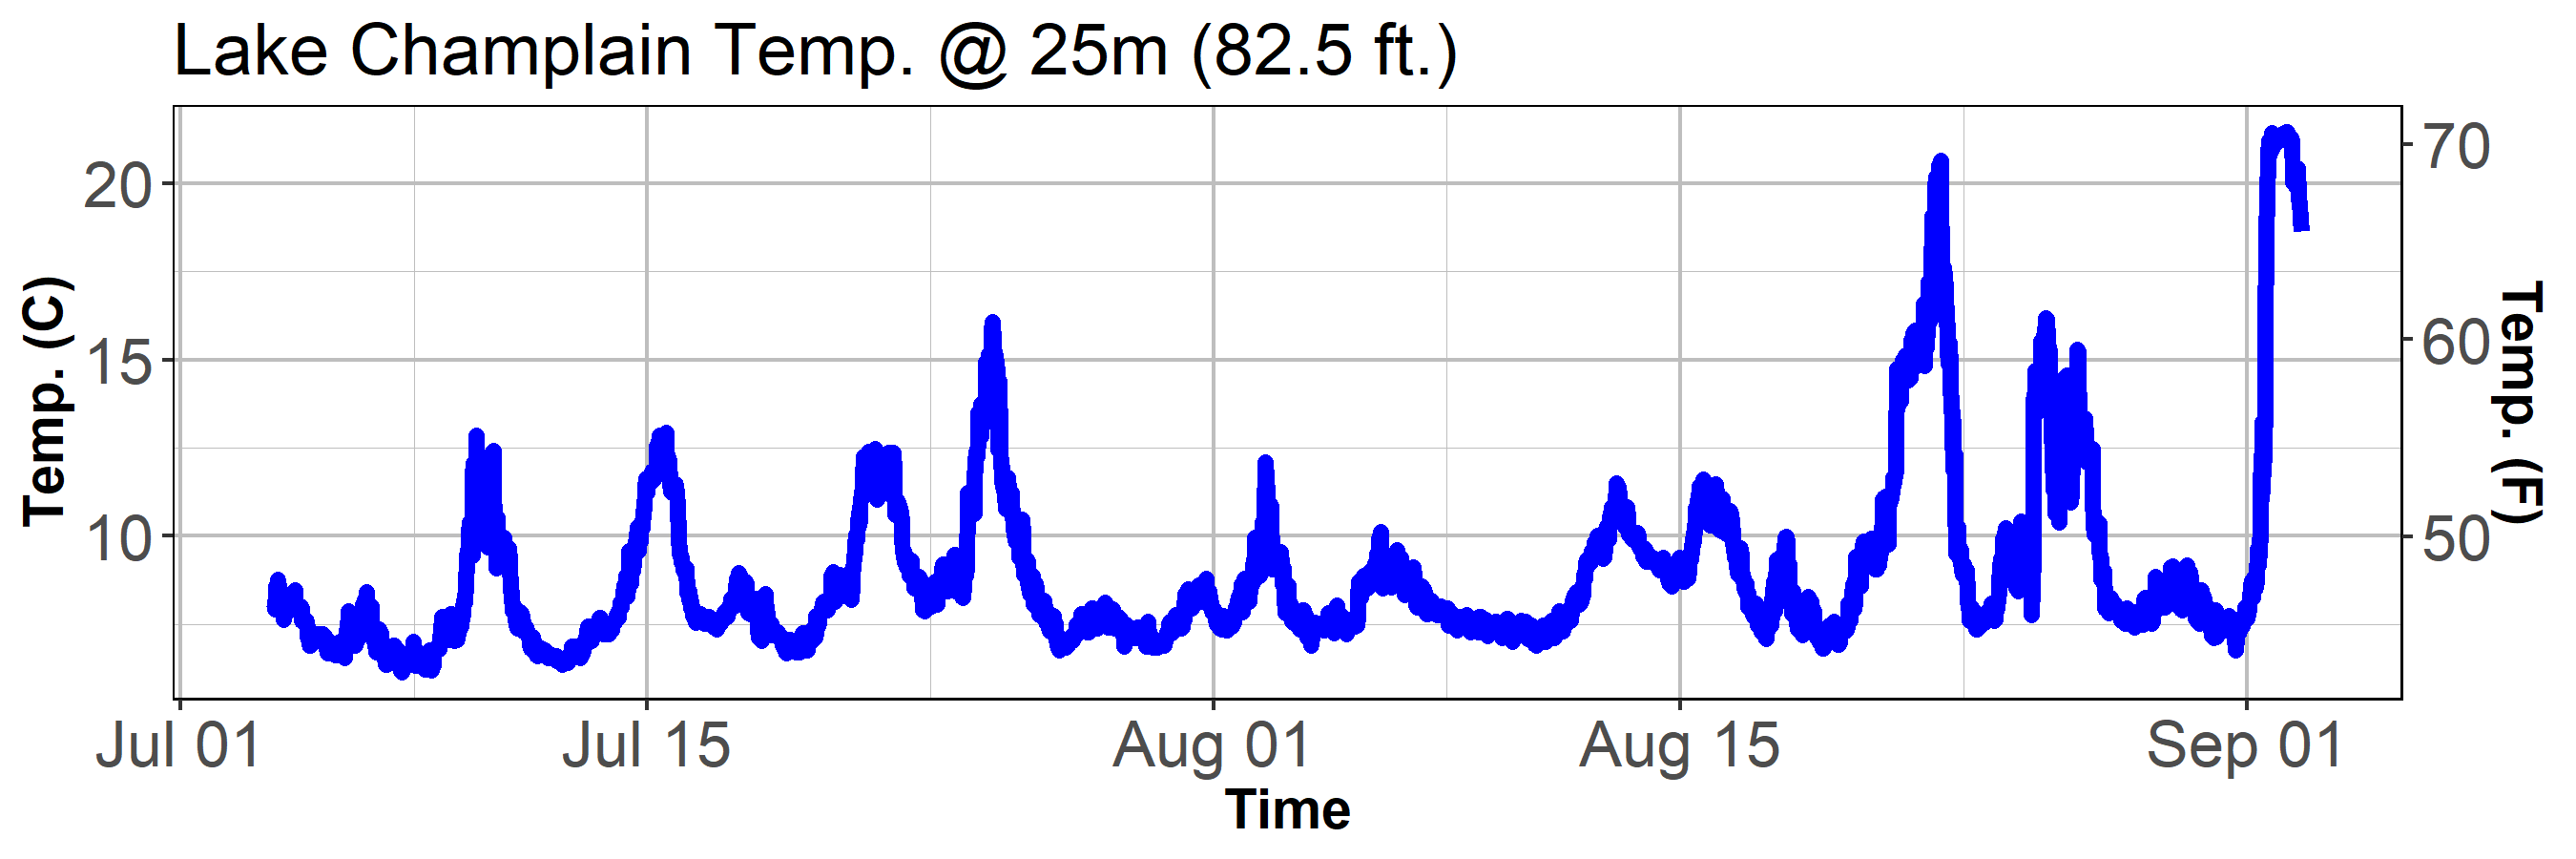 Lake Champlain Temp. @ 25m (82.5 ft.)
Temp. (C)
20
15
10
70
60
50
Temp. (F)
Jul 01
Jul 15
Aug 01
Aug 15
Sep 01
Time